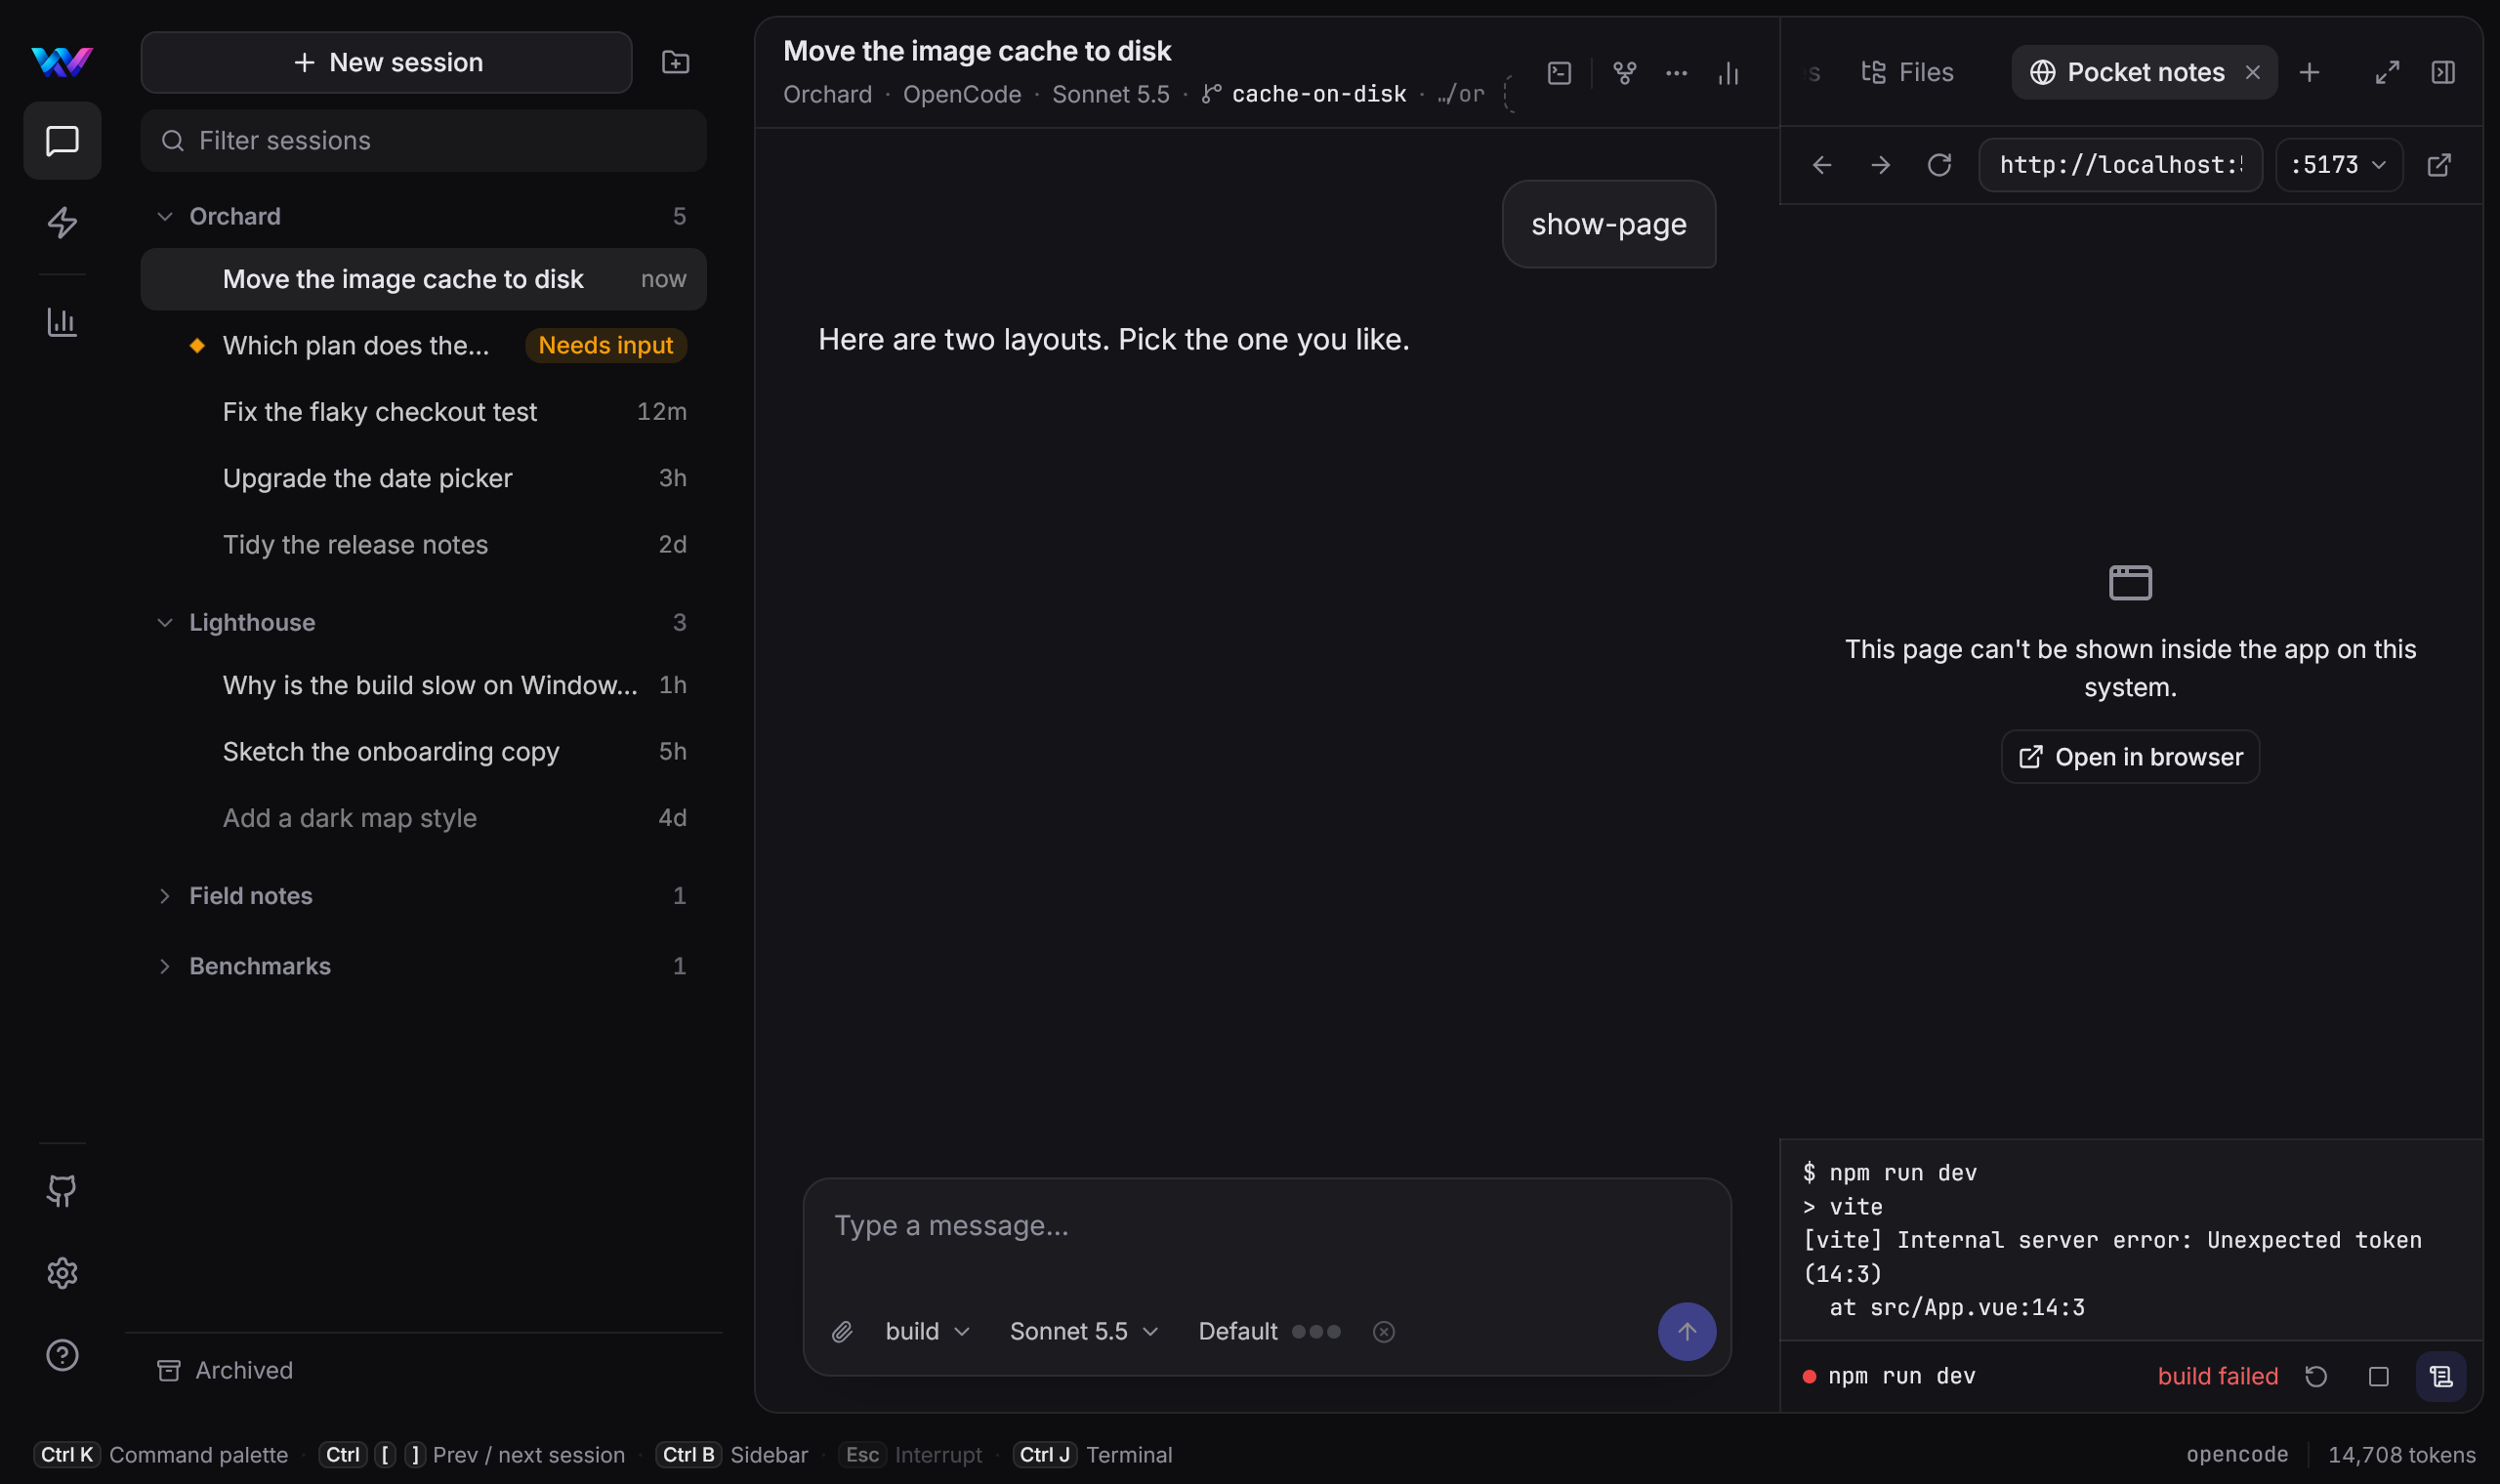 New session
Filter sessions
Orchard 5
Move the image cache to disk now
Which plan does the... Needs input
Fix the flaky checkout test 12m
Upgrade the date picker 3h
Tidy the release notes 2d
Lighthouse 3
Why is the build slow on Window... 1h
Sketch the onboarding copy 5h
Add a dark map style 4d
Field notes 1
Benchmarks 1
Archived
Move the image cache to disk
Orchard · OpenCode · Sonnet 5.5 · cache-on-disk · …/or
show-page
Here are two layouts. Pick the one you like.
Type a message...
build Sonnet 5.5 Default
s Files Pocket notes
http://localhost: :5173
This page can't be shown inside the app on this
system.
Open in browser
$ npm run dev
> vite
[vite] Internal server error: Unexpected token
(14:3)
at src/App.vue:14:3
npm run dev build failed
Ctrl K Command palette · Ctrl [ ] Prev / next session · Ctrl B Sidebar · Esc Interrupt · Ctrl J Terminal
opencode 14,708 tokens